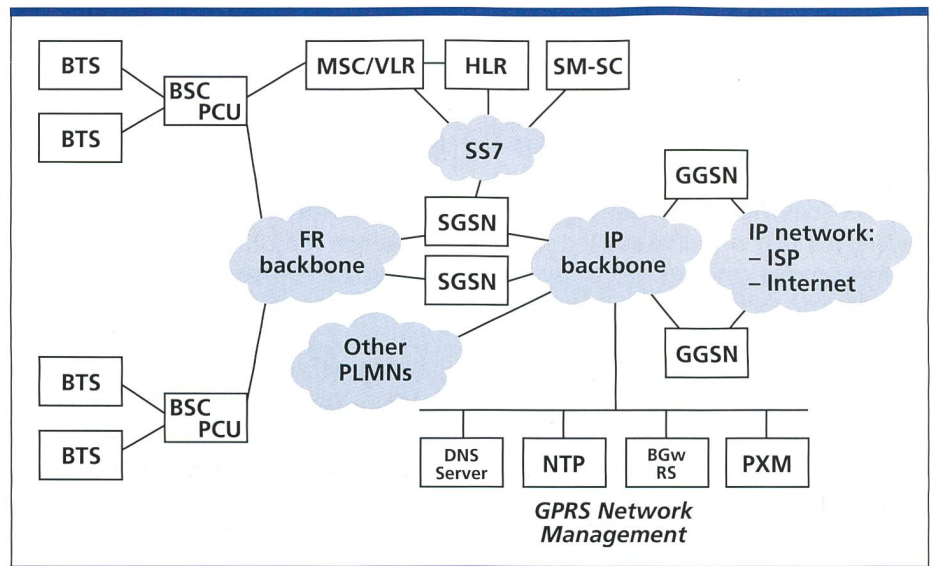 BTS
BTS
BSC
PCU
MSC/VLR
HLR
SM-SC
SS7
GGSN
SGSN
FR
backbone
SGSN
IP
backbone
IP network:
– ISP
– Internet
GGSN
Other
PLMNs
BTS
BTS
BSC
PCU
DNS
Server
NTP
BGw
RS
PXM
GPRS Network
Management